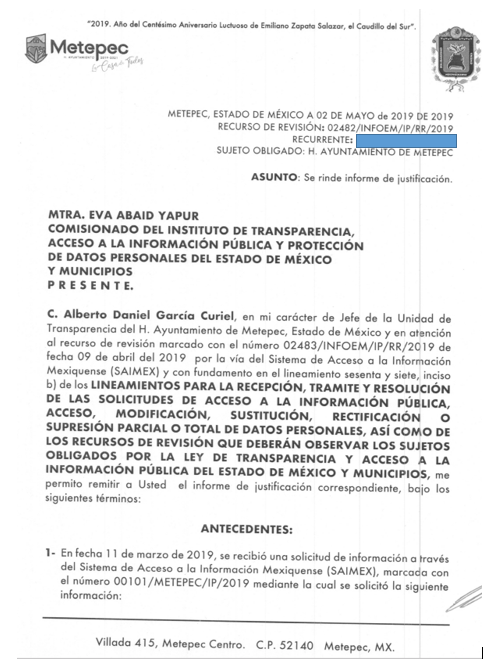 "2019. Año del Centésimo Aniversario Luctuoso de Emiliano Zapata Salazar, el Caudillo del Sur".
Metepec
METEPEC, ESTADO DE MÉXICO A 02 DE MAYO de 2019 DE 2019
RECURSO DE REVISIÓN: 02482/INFOEM/IP/RR/2019
RECURRENTE:
SUJETO OBLIGADO: H. AYUNTAMIENTO DE METEPEC
ASUNTO: Se rinde informe de justificación.
MTRA. EVA ABAID YAPUR
COMISIONADO DEL INSTITUTO DE TRANSPARENCIA,
ACCESO A LA INFORMACIÓN PÚBLICA Y PROTECCIÓN
DE DATOS PERSONALES DEL ESTADO DE MÉXICO
Y MUNICIPIOS
P R E S E N T E.
C. Alberto Daniel García Curiel, en mi carácter de Jefe de la Unidad de
Transparencia del H. Ayuntamiento de Metepec, Estado de México y en atención
al recurso de revisión marcado con el número 02483/INFOEM/IP/RR/2019 de
fecha 09 de abril del 2019 por la vía del Sistema de Acceso a la Información
Mexiquense (SAIMEX) y con fundamento en el lineamiento sesenta y siete, inciso
b) de los LINEAMIENTOS PARA LA RECEPCIÓN, TRAMITE Y RESOLUCIÓN
DE LAS SOLICITUDES DE ACCESO A LA INFORMACIÓN PÚBLICA,
ACCESO, MODIFICACIÓN, SUSTITUCIÓN, RECTIFICACIÓN O
SUPRESIÓN PARCIAL O TOTAL DE DATOS PERSONALES, ASÍ COMO DE
LOS RECURSOS DE REVISIÓN QUE DEBERÁN OBSERVAR LOS SUJETOS
OBLIGADOS POR LA LEY DE TRANSPARENCIA Y ACCESO A LA
INFORMACIÓN PÚBLICA DEL ESTADO DE MÉXICO Y MUNICIPIOS, me
permito remitir a Usted el informe de justificación correspondiente, bajo los
siguientes términos:
ANTECEDENTES:
1- En fecha 11 de marzo de 2019, se recibió una solicitud de información a través
del Sistema de Acceso a la Información Mexiquense (SAIMEX), marcada con
el número 00101/METEPEC/IP/2019 mediante la cual se solicitó la siguiente
información:
Villada 415, Metepec Centro. C.P. 52140 Metepec, MX.